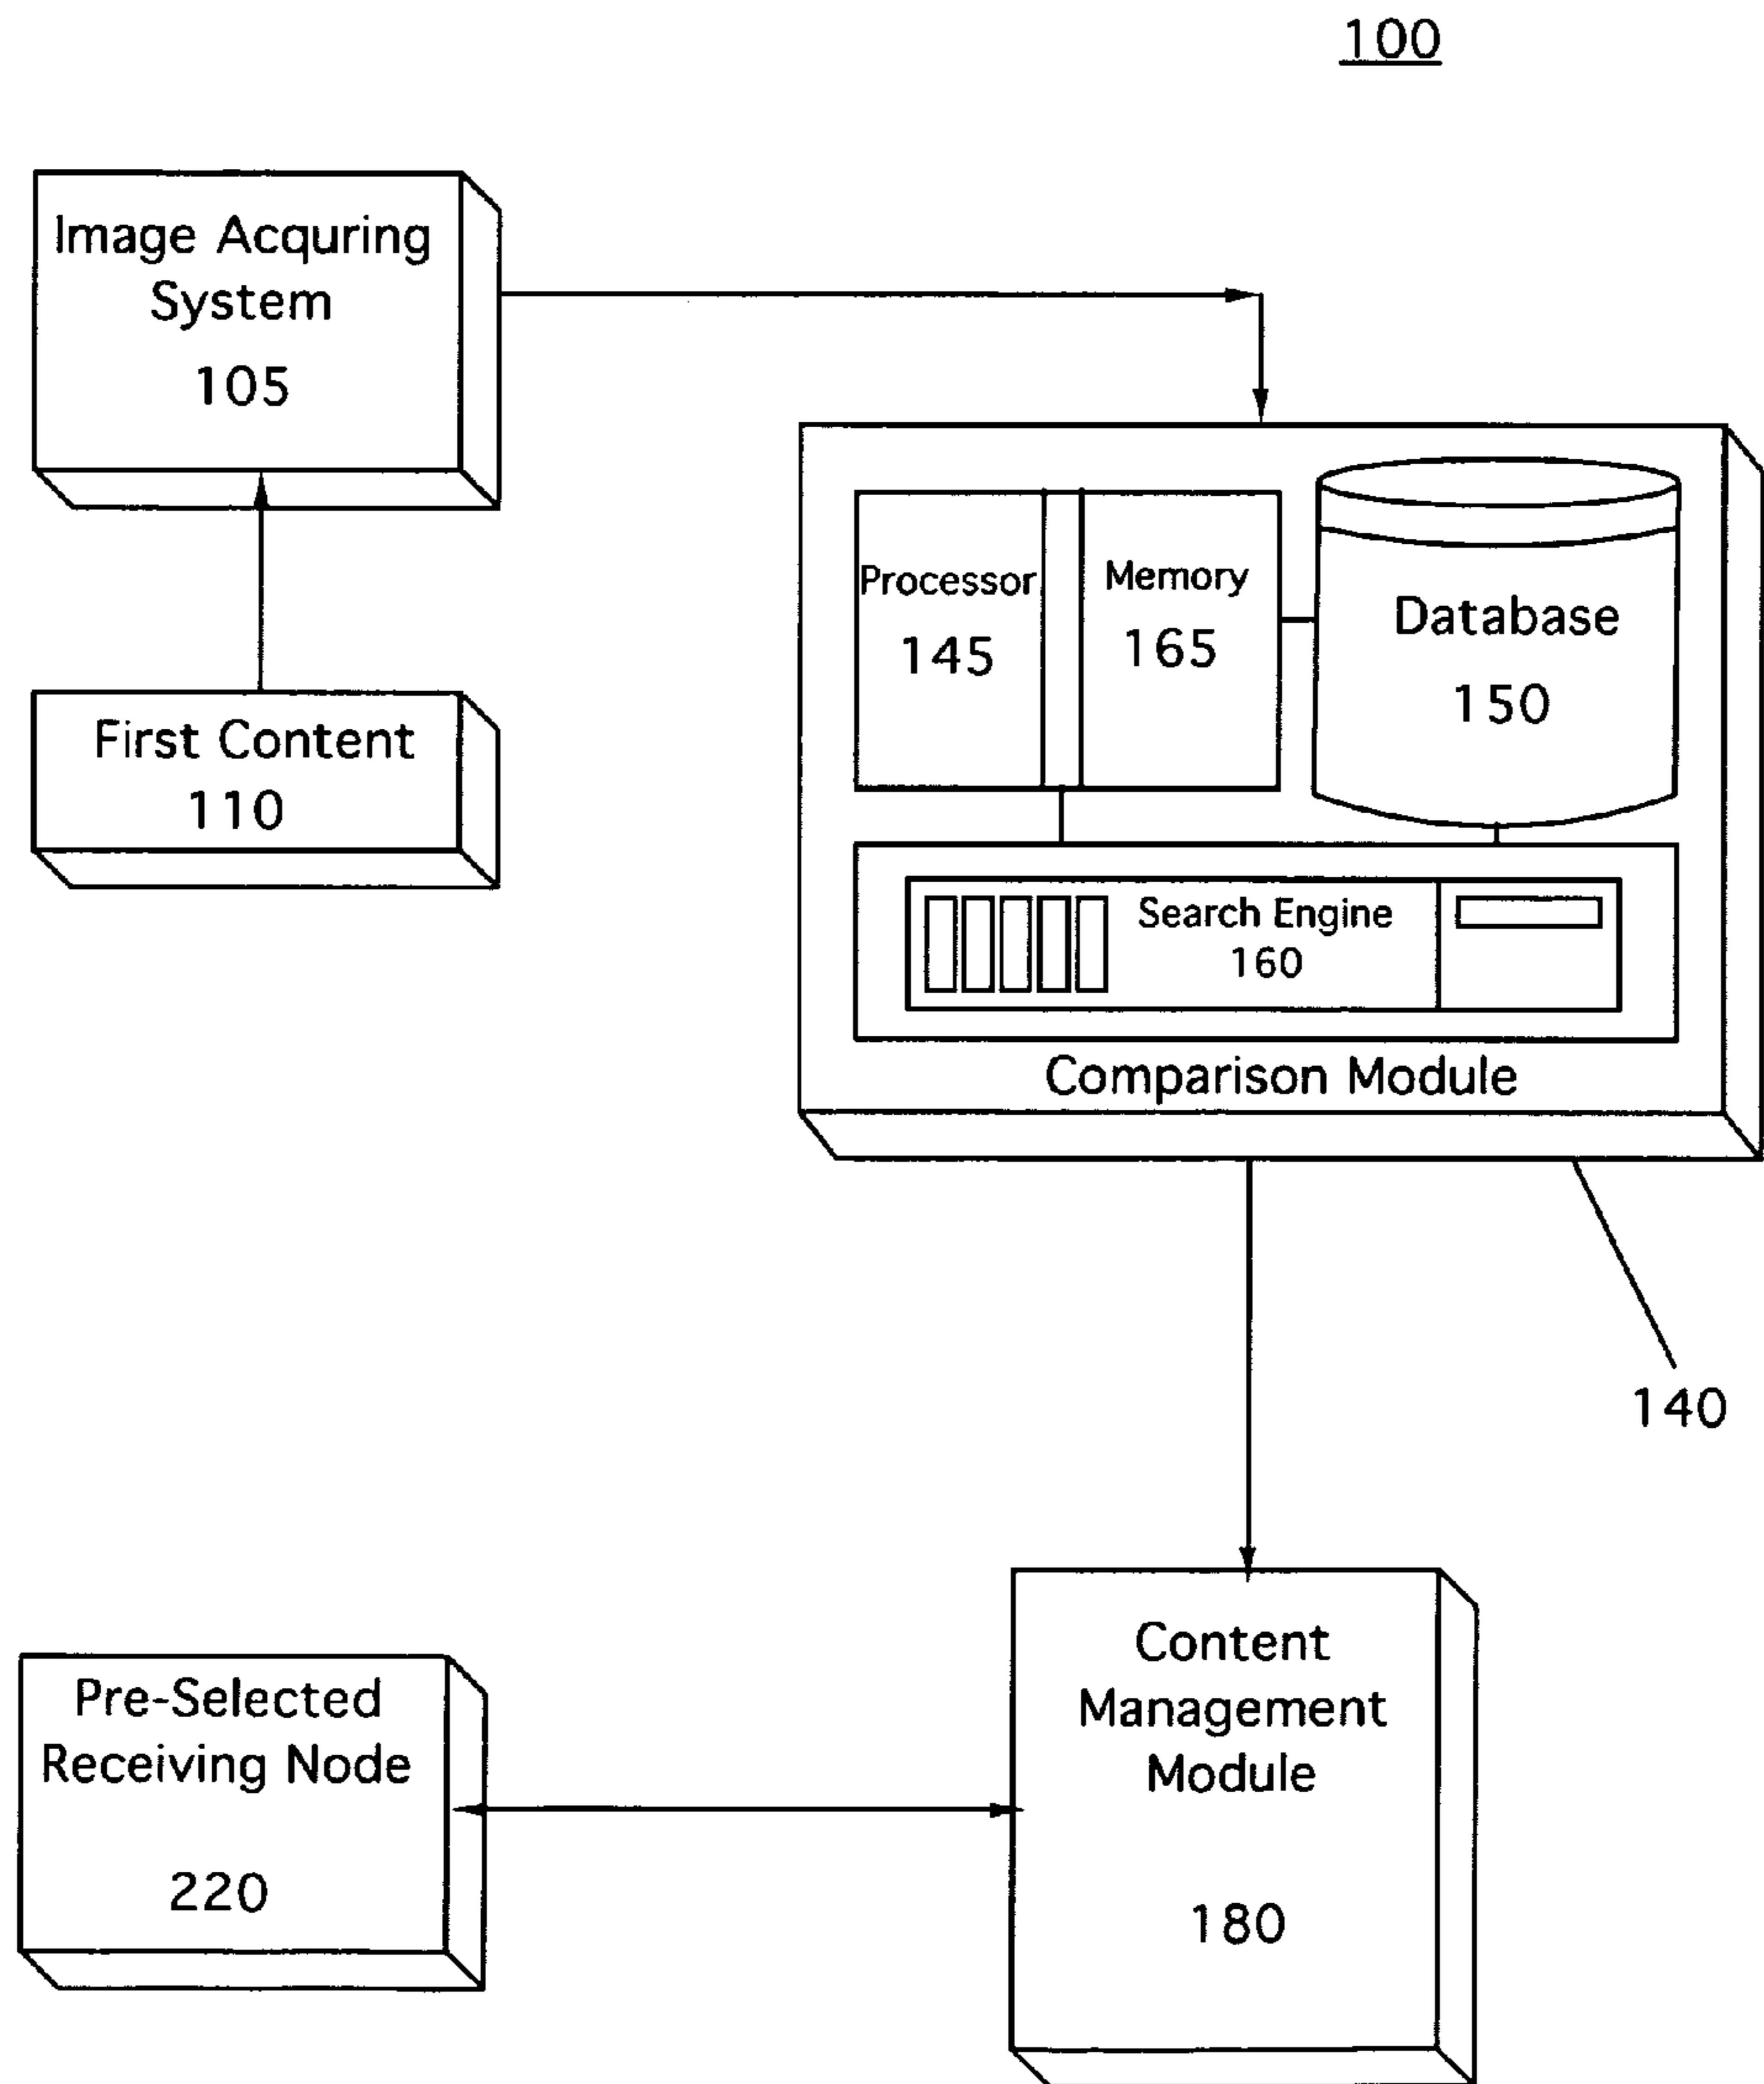 100
Image Acquring
System
105
First Content
110
Processor
145
Memory
165
Database
150
Search Engine
160
Comparison Module
140
Content
Management
Module
180
Pre-Selected
Receiving Node
220